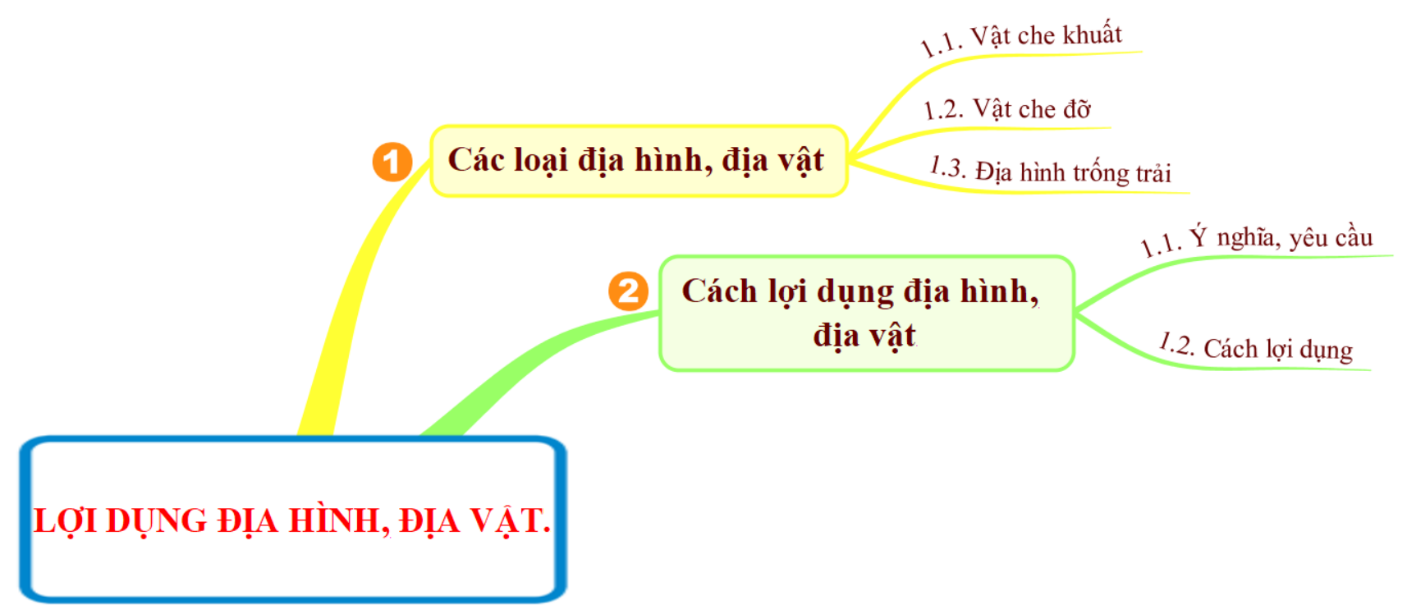 1.1. Vật che khuất
1.2. Vật che đỡ
1 Các loại địa hình, địa vật
1.3. Địa hình trống trải
1.1. Ý nghĩa, yêu cầu
2 Cách lợi dụng địa hình,
địa vật
1.2. Cách lợi dụng
LỢI DỤNG ĐỊA HÌNH, ĐỊA VẬT.